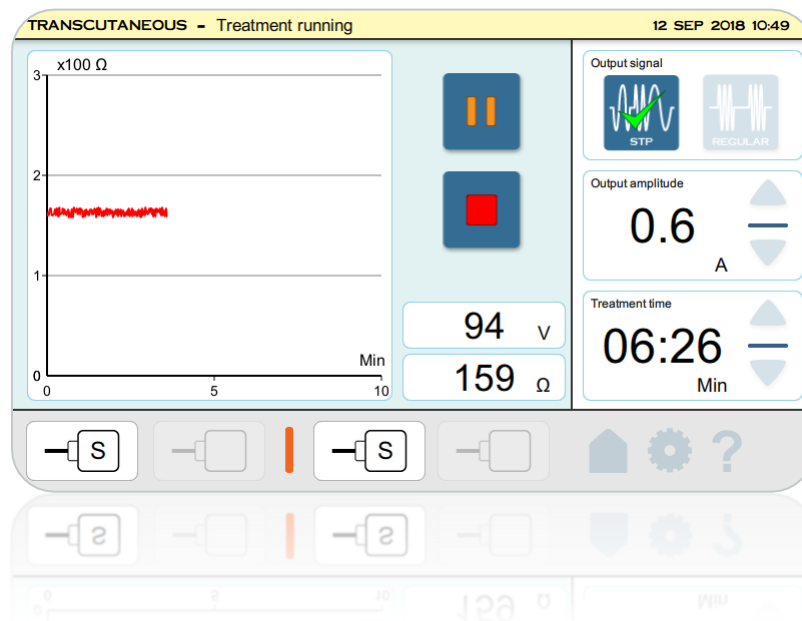 TRANSCUTANEOUS - Treatment running
12 SEP 2018 10:49
x100 Ω
3
2
1
0
0
5
10
Min
94 V
159 Ω
Output signal
STP
REGULAR
Output amplitude
0.6
A
Treatment time
06:26
Min
S
S
?